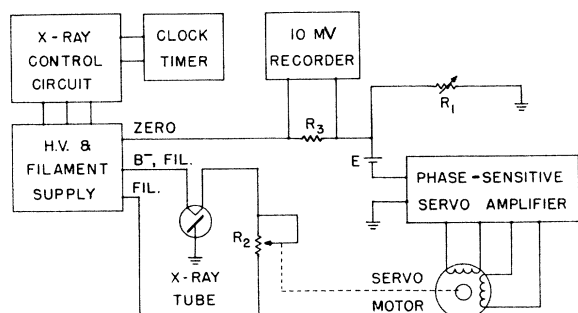 X-RAY
CONTROL
CIRCUIT
CLOCK
TIMER
10 MV
RECORDER
R1
H.V. &
FILAMENT
SUPPLY
ZERO
R3
B⁻, FIL.
E
FIL.
PHASE-SENSITIVE
SERVO AMPLIFIER
R2
X-RAY
TUBE
SERVO
MOTOR